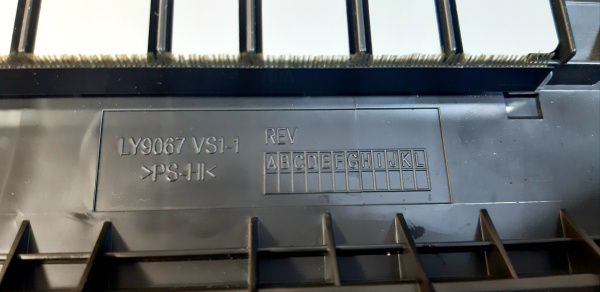 LY9067 VS1-1
>PS-HI<
REV
ABCDEFGHIJKL